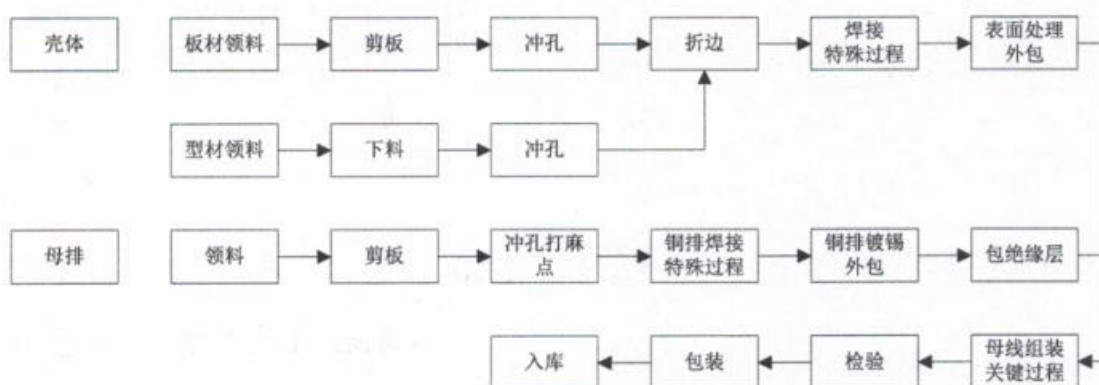 壳体
板材领料
剪板
冲孔
折边
焊接
特殊过程
表面处理
外包
型材领料
下料
冲孔
母排
领料
剪板
冲孔打麻
点
铜排焊接
特殊过程
铜排镀锡
外包
包绝缘层
入库
包装
检验
母线组装
关键过程